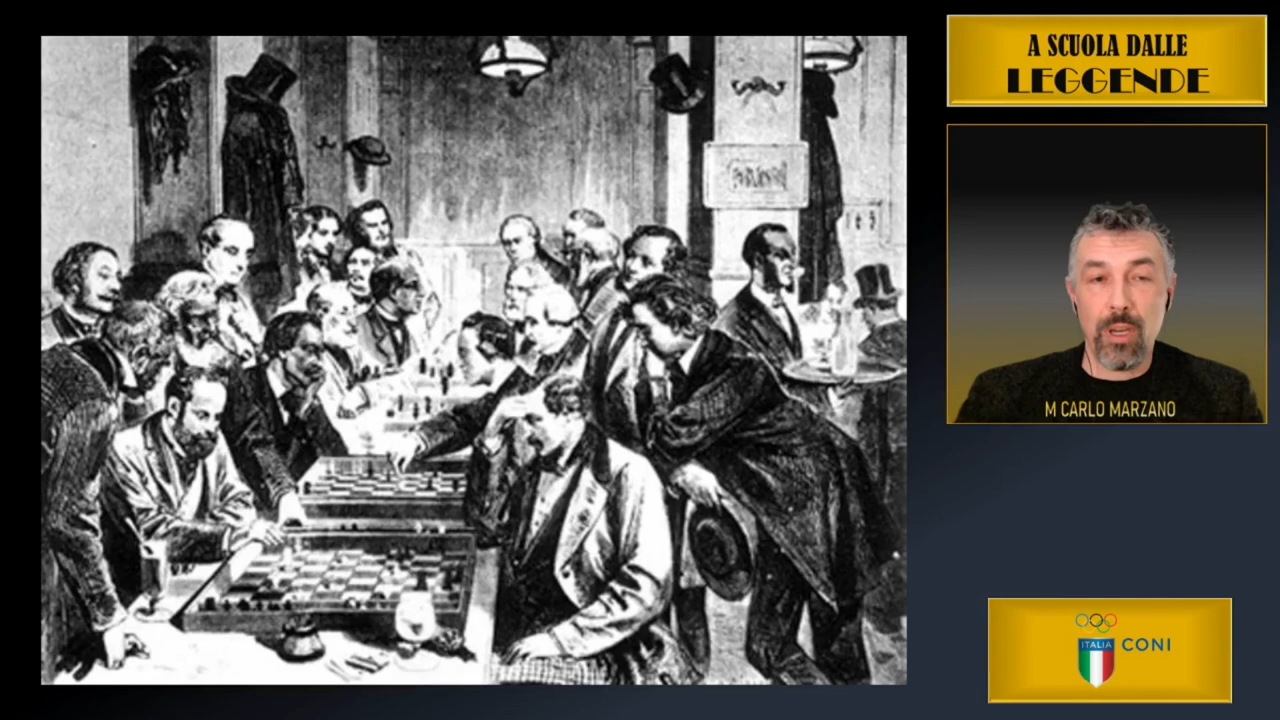 A SCUOLA DALLE
LEGGENDE
M CARLO MARZANO
ITALIA
CONI